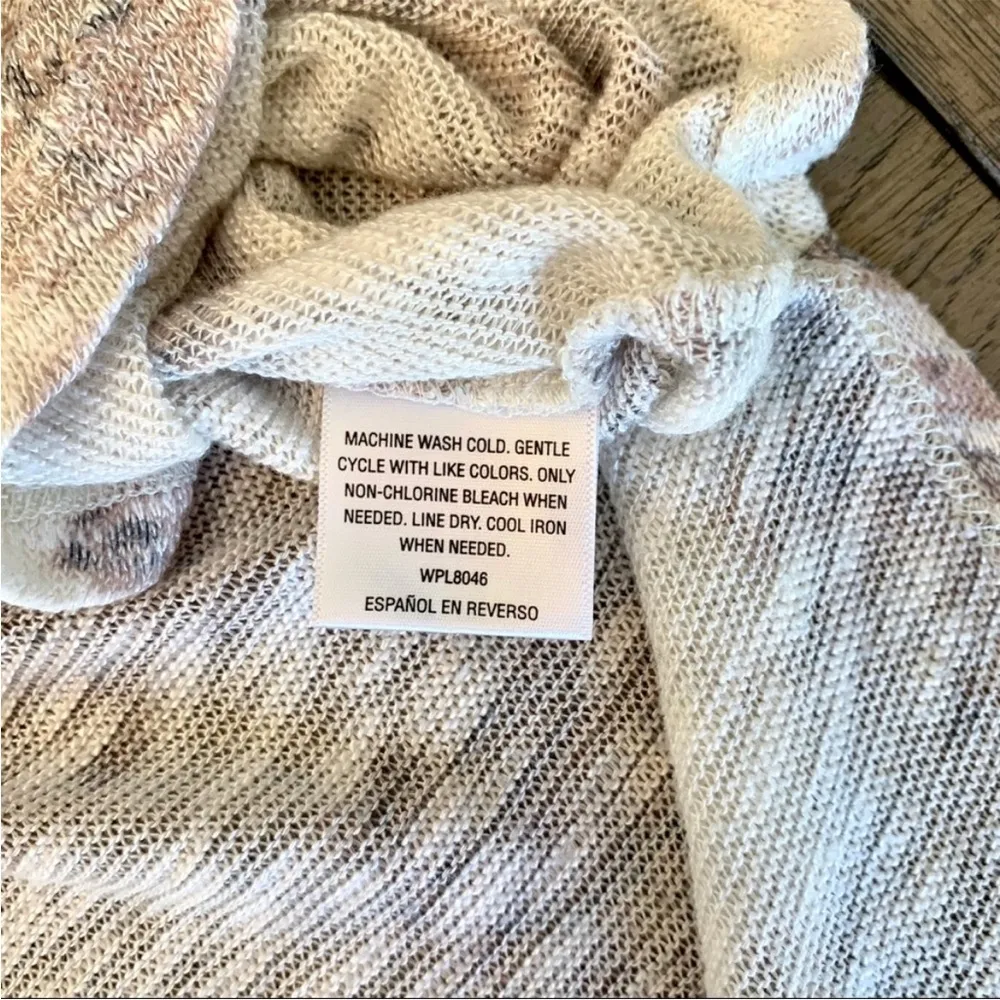 MACHINE WASH COLD. GENTLE
CYCLE WITH LIKE COLORS. ONLY
NON-CHLORINE BLEACH WHEN
NEEDED. LINE DRY. COOL IRON
WHEN NEEDED.
WPL8046
ESPAÑOL EN REVERSO